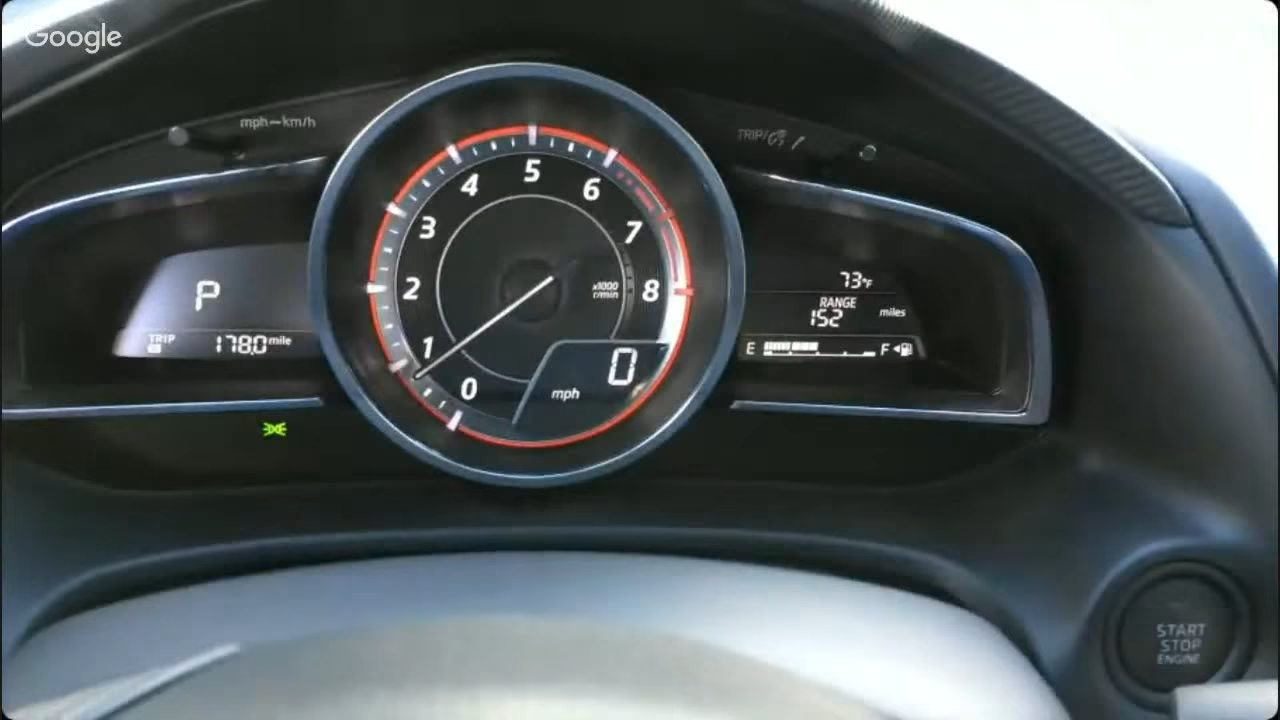 Google
mph—km/h
TRIP/
5
4
6
3
7
2
x1000
r/min
8
1
0
0
mph
P
TRIP
178.0 mile
73°F
RANGE
152 miles
E
F
START
STOP
ENGINE